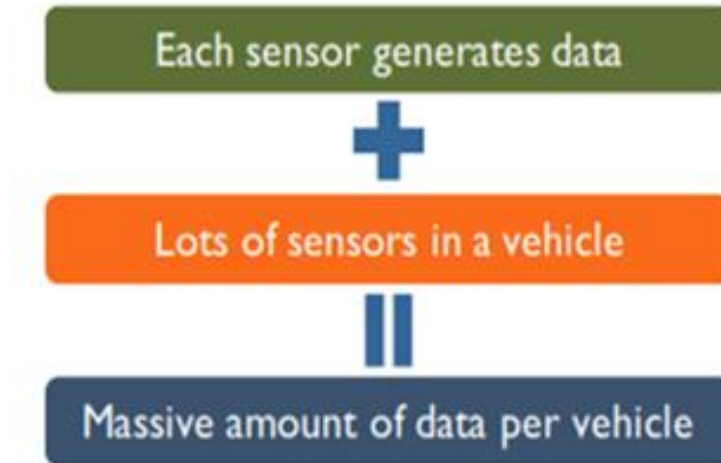 Each sensor generates data
Lots of sensors in a vehicle
Massive amount of data per vehicle